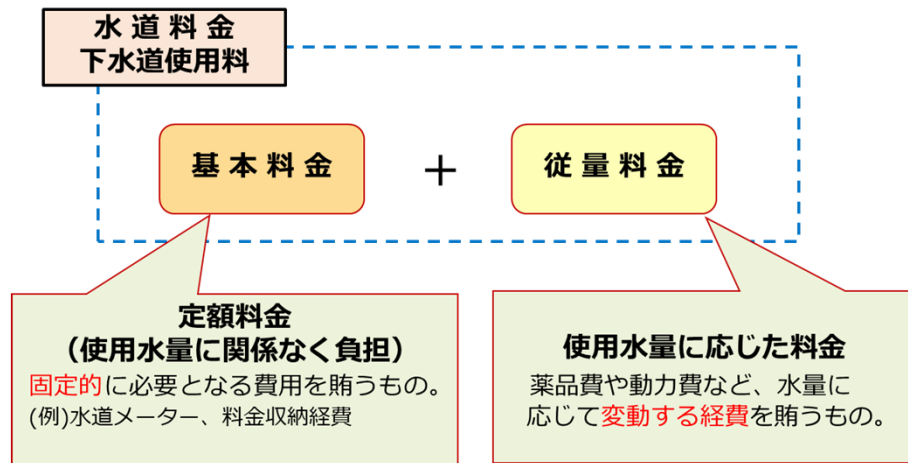 水道料金
下水道使用料
基本料金
+
従量料金
定額料金
（使用水量に関係なく負担）
固定的に必要となる費用を賄うもの。
(例)水道メーター、料金収納経費
使用水量に応じた料金
薬品費や動力費など、水量に
応じて変動する経費を賄うもの。